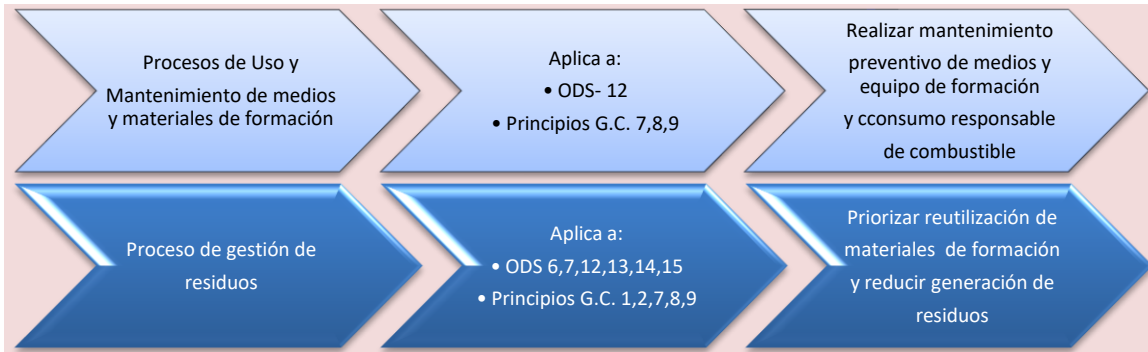 Procesos de Uso y
Mantenimiento de medios
y materiales de formación
Aplica a:
• ODS- 12
• Principios G.C. 7,8,9
Realizar mantenimiento
preventivo de medios y
equipo de formación
y cconsumo responsable
de combustible
Proceso de gestión de
residuos
Aplica a:
• ODS 6,7,12,13,14,15
• Principios G.C. 1,2,7,8,9
Priorizar reutilización de
materiales de formación
y reducir generación de
residuos